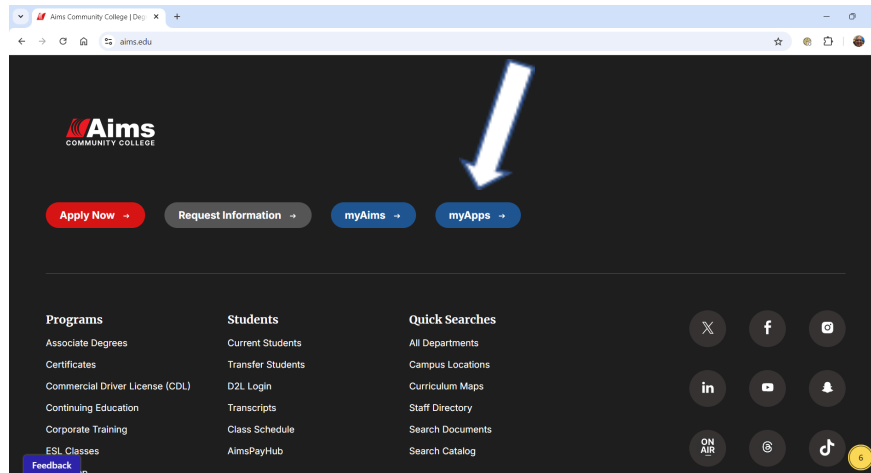 Aims Community College | Deg
aims.edu
Aims
COMMUNITY COLLEGE
Apply Now →
Request Information →
myAims →
myApps →
Programs
Associate Degrees
Certificates
Commercial Driver License (CDL)
Continuing Education
Corporate Training
ESL Classes
Students
Current Students
Transfer Students
D2L Login
Transcripts
Class Schedule
AimsPayHub
Quick Searches
All Departments
Campus Locations
Curriculum Maps
Staff Directory
Search Documents
Search Catalog
X
f
in
ON
AIR
6
Feedback